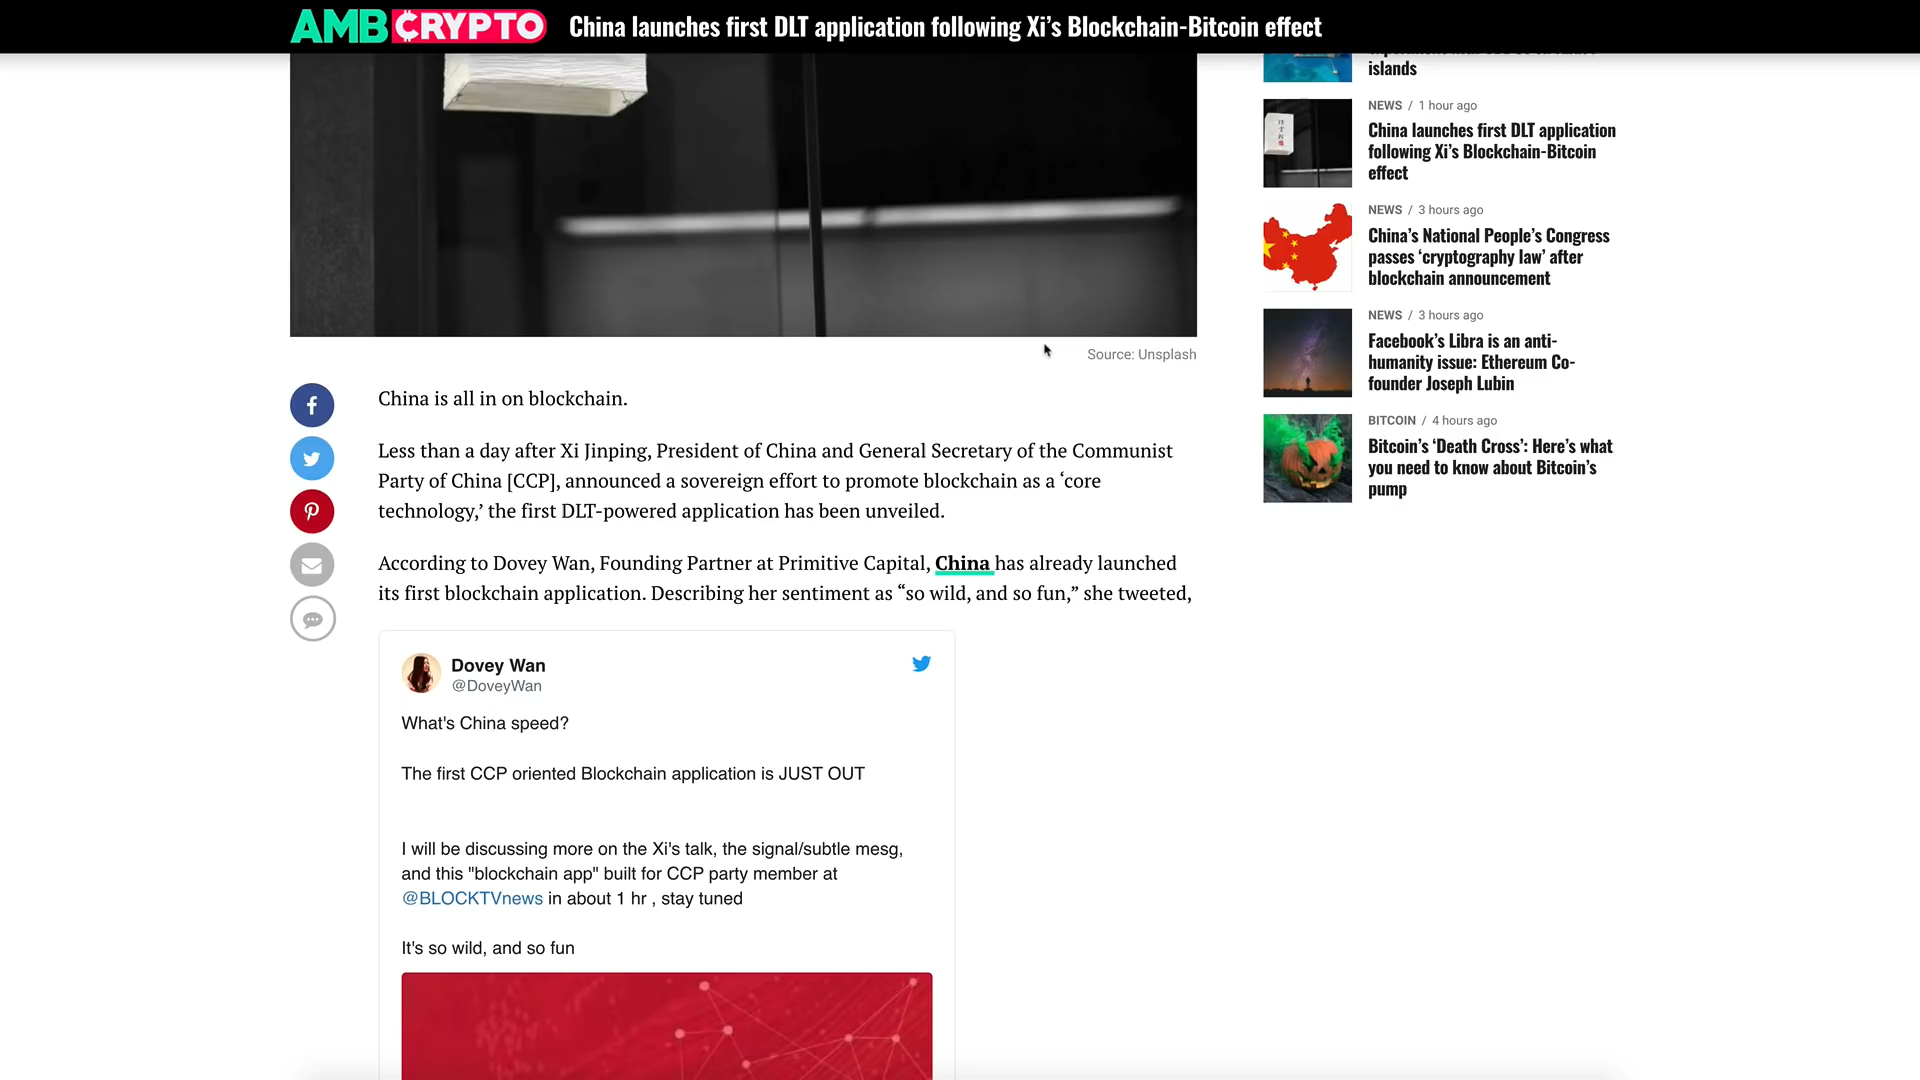 AMBCRYPTO
China launches first DLT application following Xi’s Blockchain-Bitcoin effect
Source: Unsplash
China is all in on blockchain.
Less than a day after Xi Jinping, President of China and General Secretary of the Communist
Party of China [CCP], announced a sovereign effort to promote blockchain as a ‘core
technology,’ the first DLT-powered application has been unveiled.
According to Dovey Wan, Founding Partner at Primitive Capital, China has already launched
its first blockchain application. Describing her sentiment as “so wild, and so fun,” she tweeted,
Dovey Wan
@DoveyWan
What's China speed?
The first CCP oriented Blockchain application is JUST OUT
I will be discussing more on the Xi's talk, the signal/subtle mesg,
and this "blockchain app" built for CCP party member at
@BLOCKTVnews in about 1 hr , stay tuned
It's so wild, and so fun
islands
NEWS / 1 hour ago
China launches first DLT application
following Xi’s Blockchain-Bitcoin
effect
NEWS / 3 hours ago
China’s National People’s Congress
passes ‘cryptography law’ after
blockchain announcement
NEWS / 3 hours ago
Facebook’s Libra is an anti-
humanity issue: Ethereum Co-
founder Joseph Lubin
BITCOIN / 4 hours ago
Bitcoin’s ‘Death Cross’: Here’s what
you need to know about Bitcoin’s
pump